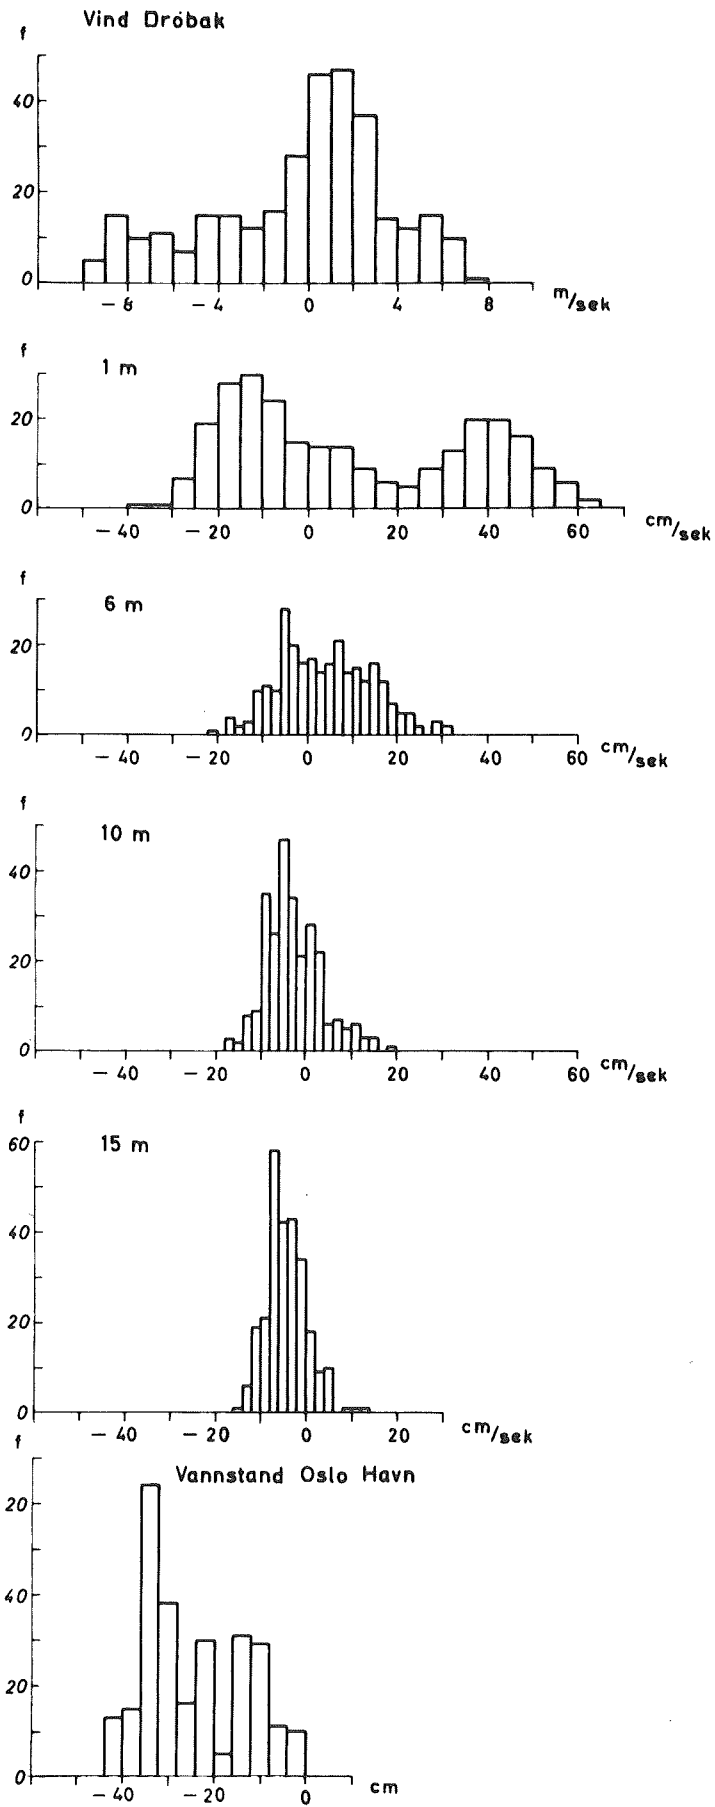 Vind Dröbak
f
40
20
0
− 6 − 4 0 4 8 m/sek
f
1 m
20
0
− 40 − 20 0 20 40 60 cm/sek
f
6 m
20
0
− 40 − 20 0 20 40 60 cm/sek
f
10 m
40
20
0
− 40 − 20 0 20 40 60 cm/sek
f
60
15 m
40
20
0
− 40 − 20 0 20 cm/sek
f
Vannstand Oslo Havn
20
40
20
0
− 40 − 20 0 cm